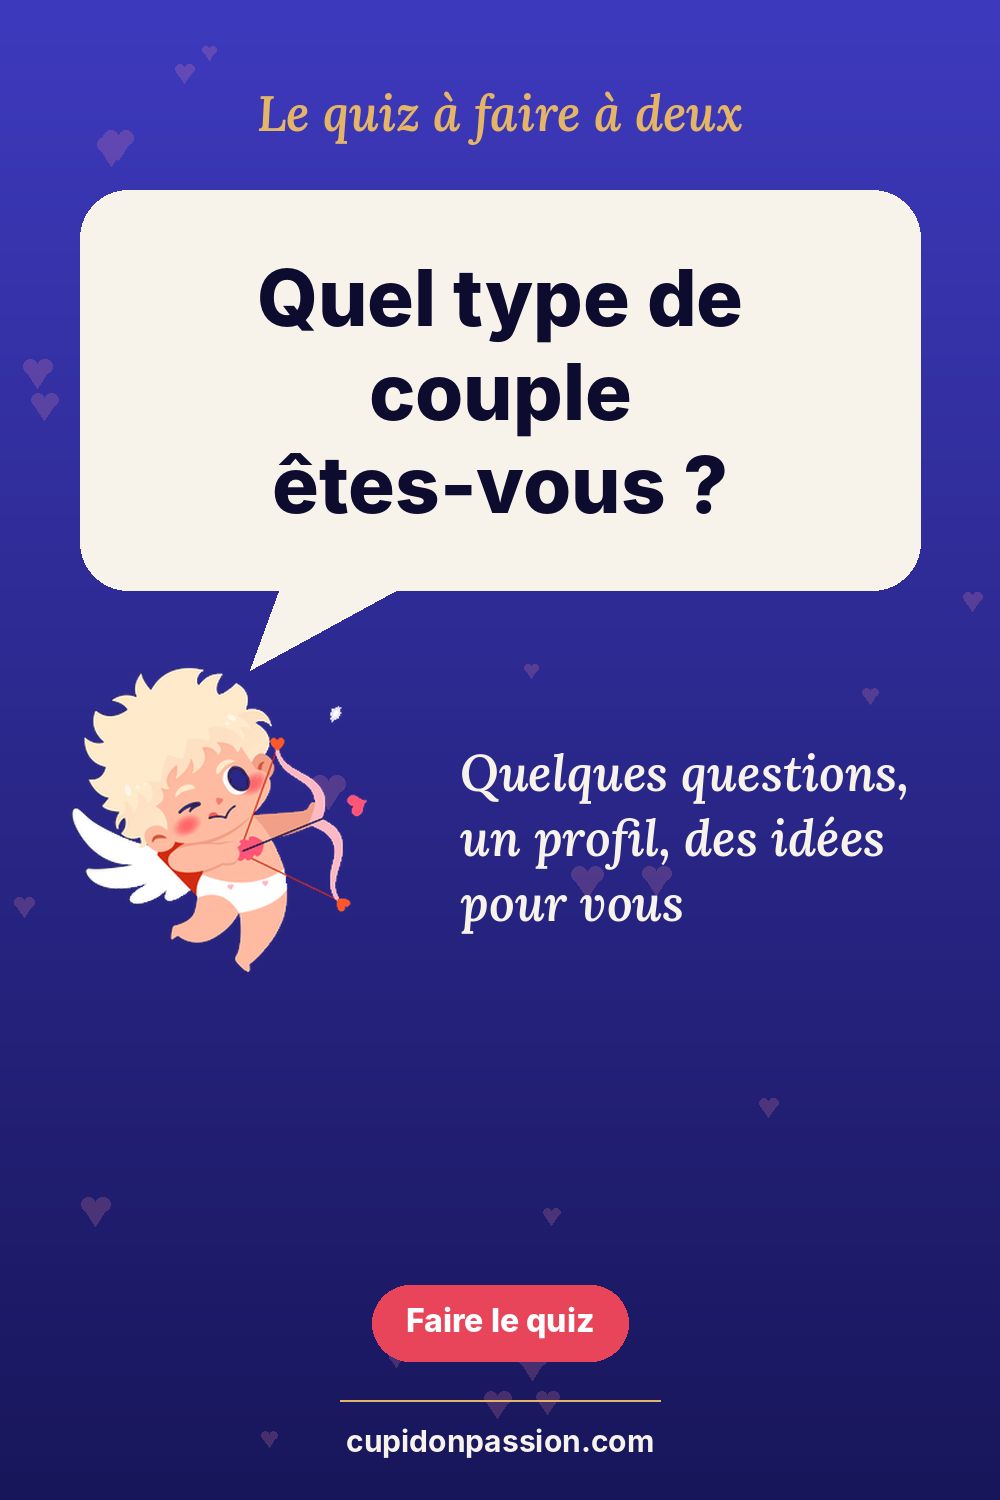 Le quiz à faire à deux
Quel type de
couple
êtes-vous ?
Quelques questions,
un profil, des idées
pour vous
Faire le quiz
cupidonpassion.com